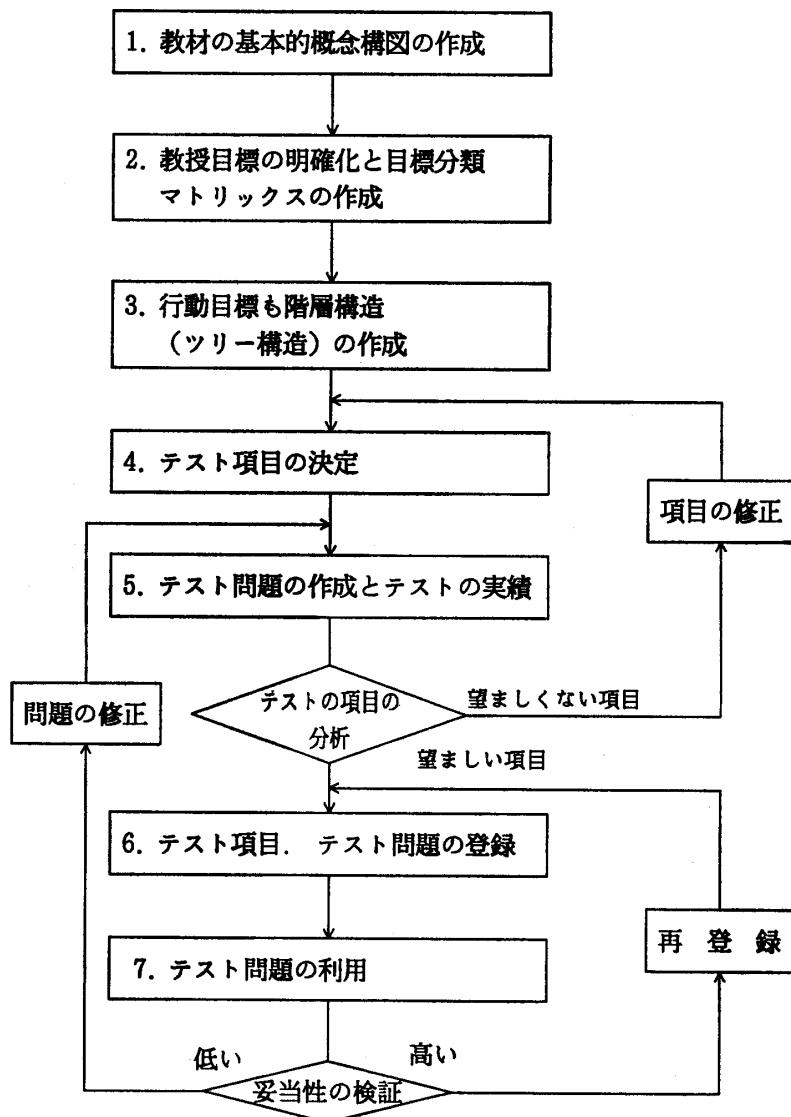 1. 教材の基本的概念構図の作成
2. 教授目標の明確化と目標分類
マトリックスの作成
3. 行動目標も階層構造
（ツリー構造）の作成
4. テスト項目の決定
項目の修正
5. テスト問題の作成とテストの実績
問題の修正
テストの項目の
分析
望ましくない項目
望ましい項目
6. テスト項目. テスト問題の登録
7. テスト問題の利用
再 登 録
低い
高い
妥当性の検証